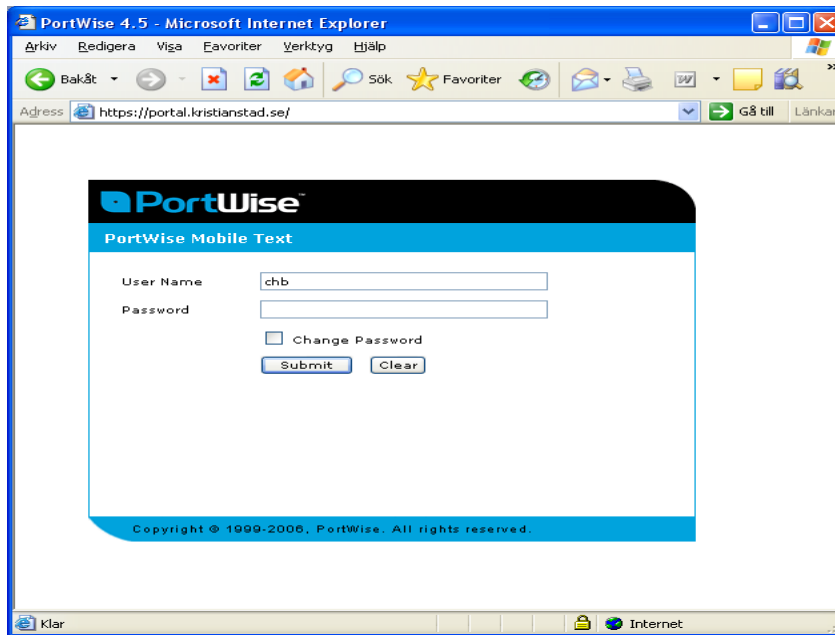 PortWise 4.5 - Microsoft Internet Explorer
Arkiv Redigera Visa Favoriter Verktyg Hjälp
Bakåt Sök Favoriter W »
Adress https://portal.kristianstad.se/ Gå till Länkar
PortWise™
PortWise Mobile Text
User Name chb
Password
Change Password
Submit Clear
Copyright © 1999-2006, PortWise. All rights reserved.
Klar Internet